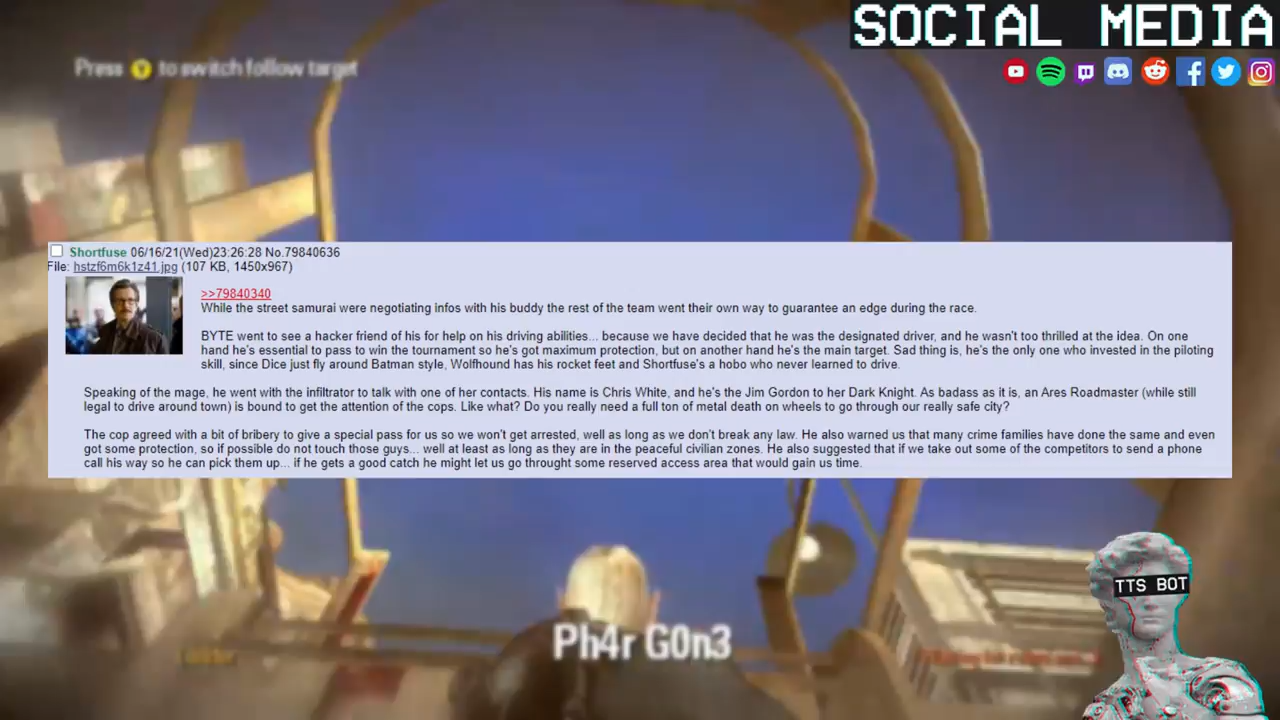 SOCIAL MEDIA
Press Y to switch follow target
Shortfuse 06/16/21(Wed)23:26:28 No.79840636
File: hstzf6m6k1z41.jpg (107 KB, 1450x967)
>>79840340
While the street samurai were negotiating infos with his buddy the rest of the team went their own way to guarantee an edge during the race.
BYTE went to see a hacker friend of his for help on his driving abilities... because we have decided that he was the designated driver, and he wasn't too thrilled at the idea. On one
hand he's essential to pass to win the tournament so he's got maximum protection, but on another hand he's the main target. Sad thing is, he's the only one who invested in the piloting
skill, since Dice just fly around Batman style, Wolfhound has his rocket feet and Shortfuse's a hobo who never learned to drive.
Speaking of the mage, he went with the infiltrator to talk with one of her contacts. His name is Chris White, and he's the Jim Gordon to her Dark Knight. As badass as it is, an Ares Roadmaster (while still
legal to drive around town) is bound to get the attention of the cops. Like what? Do you really need a full ton of metal death on wheels to go through our really safe city?
The cop agreed with a bit of bribery to give a special pass for us so we won't get arrested, well as long as we don't break any law. He also warned us that many crime families have done the same and even
got some protection, so if possible do not touch those guys... well at least as long as they are in the peaceful civilian zones. He also suggested that if we take out some of the competitors to send a phone
call his way so he can pick them up... if he gets a good catch he might let us go throught some reserved access area that would gain us time.
TTS BOT
Ph4r G0n3